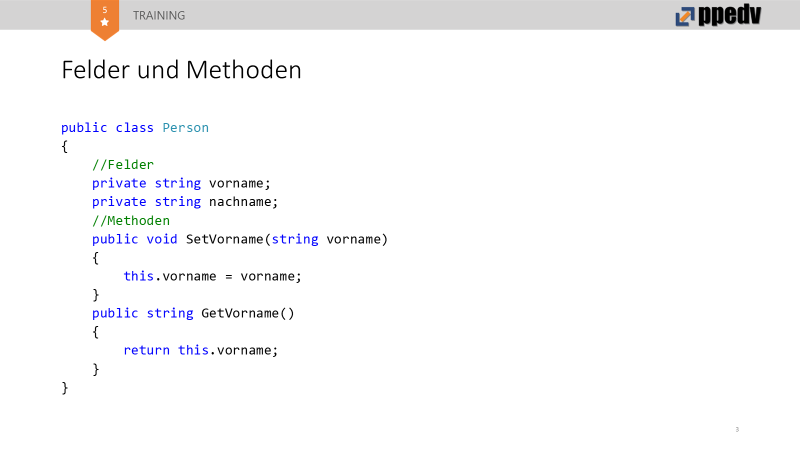 5
TRAINING
ppedv
Felder und Methoden
public class Person
{
    //Felder
    private string vorname;
    private string nachname;
    //Methoden
    public void SetVorname(string vorname)
    {
        this.vorname = vorname;
    }
    public string GetVorname()
    {
        return this.vorname;
    }
}
3